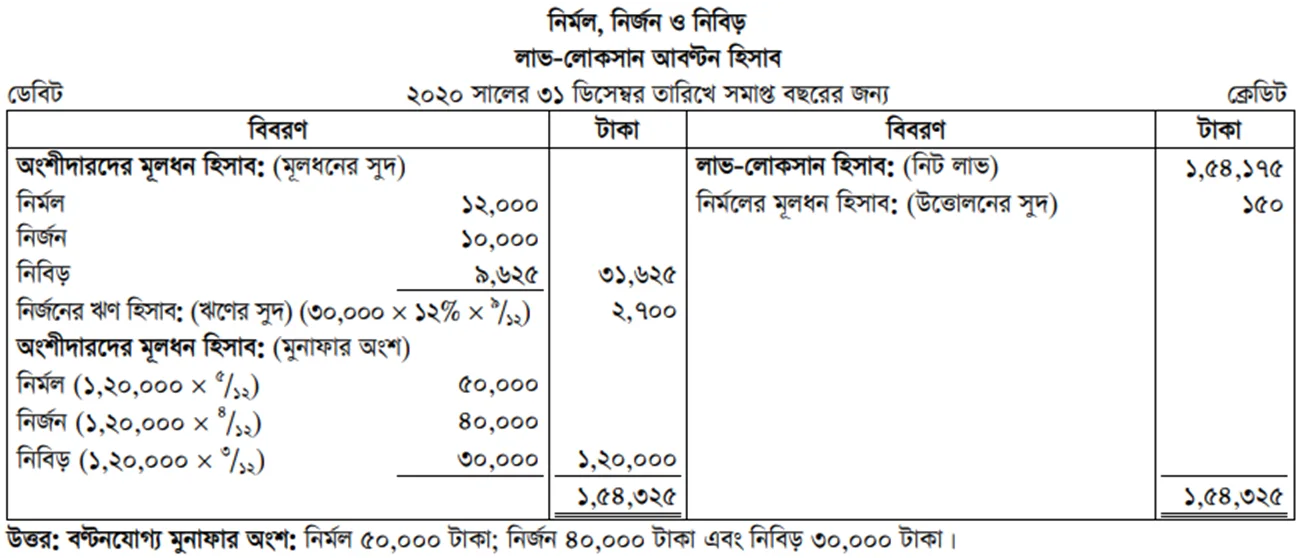 নির্মল, নির্জন ও নিবিড়
লাভ-লোকসান আবণ্টন হিসাব
ডেবিট ২০২০ সালের ৩১ ডিসেম্বর তারিখে সমাপ্ত বছরের জন্য ক্রেডিট
বিবরণ টাকা বিবরণ টাকা
অংশীদারদের মূলধন হিসাব: (মূলধনের সুদ) লাভ-লোকসান হিসাব: (নিট লাভ) ১,৫৪,১৭৫
নির্মল ১২,০০০ নির্মলের মূলধন হিসাব: (উত্তোলনের সুদ) ১৫০
নির্জন ১০,০০০
নিবিড় ৯,৬২৫ ৩১,৬২৫
নির্জনের ঋণ হিসাব: (ঋণের সুদ) (৩০,০০০ × ১২% × ৯/১২) ২,৭০০
অংশীদারদের মূলধন হিসাব: (মুনাফার অংশ)
নির্মল (১,২০,০০০ × ৫/১২) ৫০,০০০
নির্জন (১,২০,০০০ × ৪/১২) ৪০,০০০
নিবিড় (১,২০,০০০ × ৩/১২) ৩০,০০০ ১,২০,০০০
১,৫৪,৩২৫ ১,৫৪,৩২৫
উত্তর: বণ্টনযোগ্য মুনাফার অংশ: নির্মল ৫০,০০০ টাকা; নির্জন ৪০,০০০ টাকা এবং নিবিড় ৩০,০০০ টাকা।